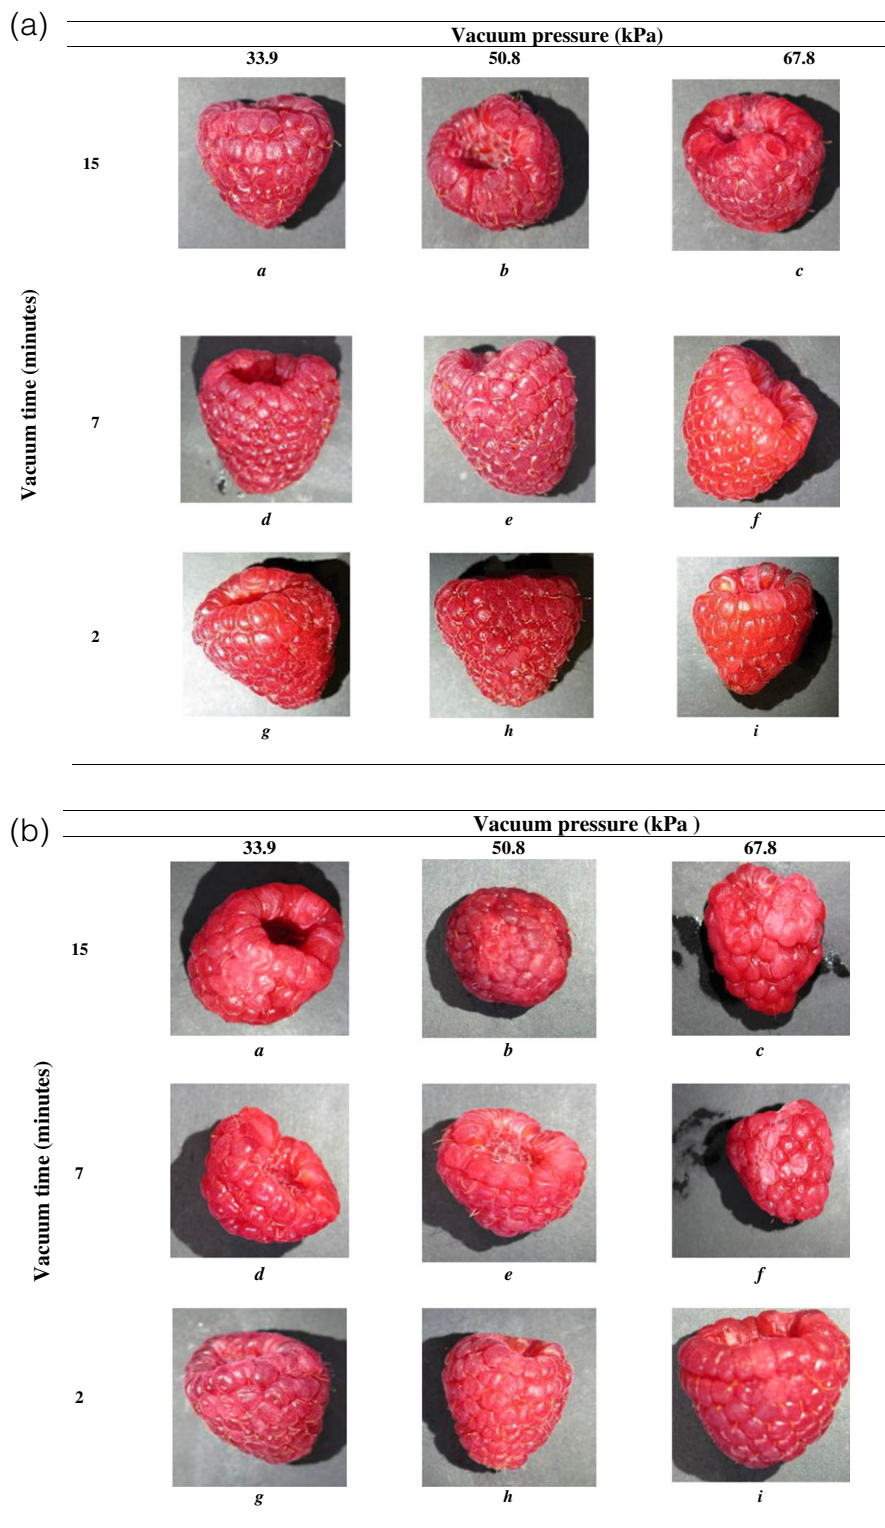 (a)
Vacuum pressure (kPa)
33.9 50.8 67.8
15
a b c
Vacuum time (minutes)
7
d e f
2
g h i
(b)
Vacuum pressure (kPa )
33.9 50.8 67.8
15
a b c
Vacuum time (minutes)
7
d e f
2
g h i